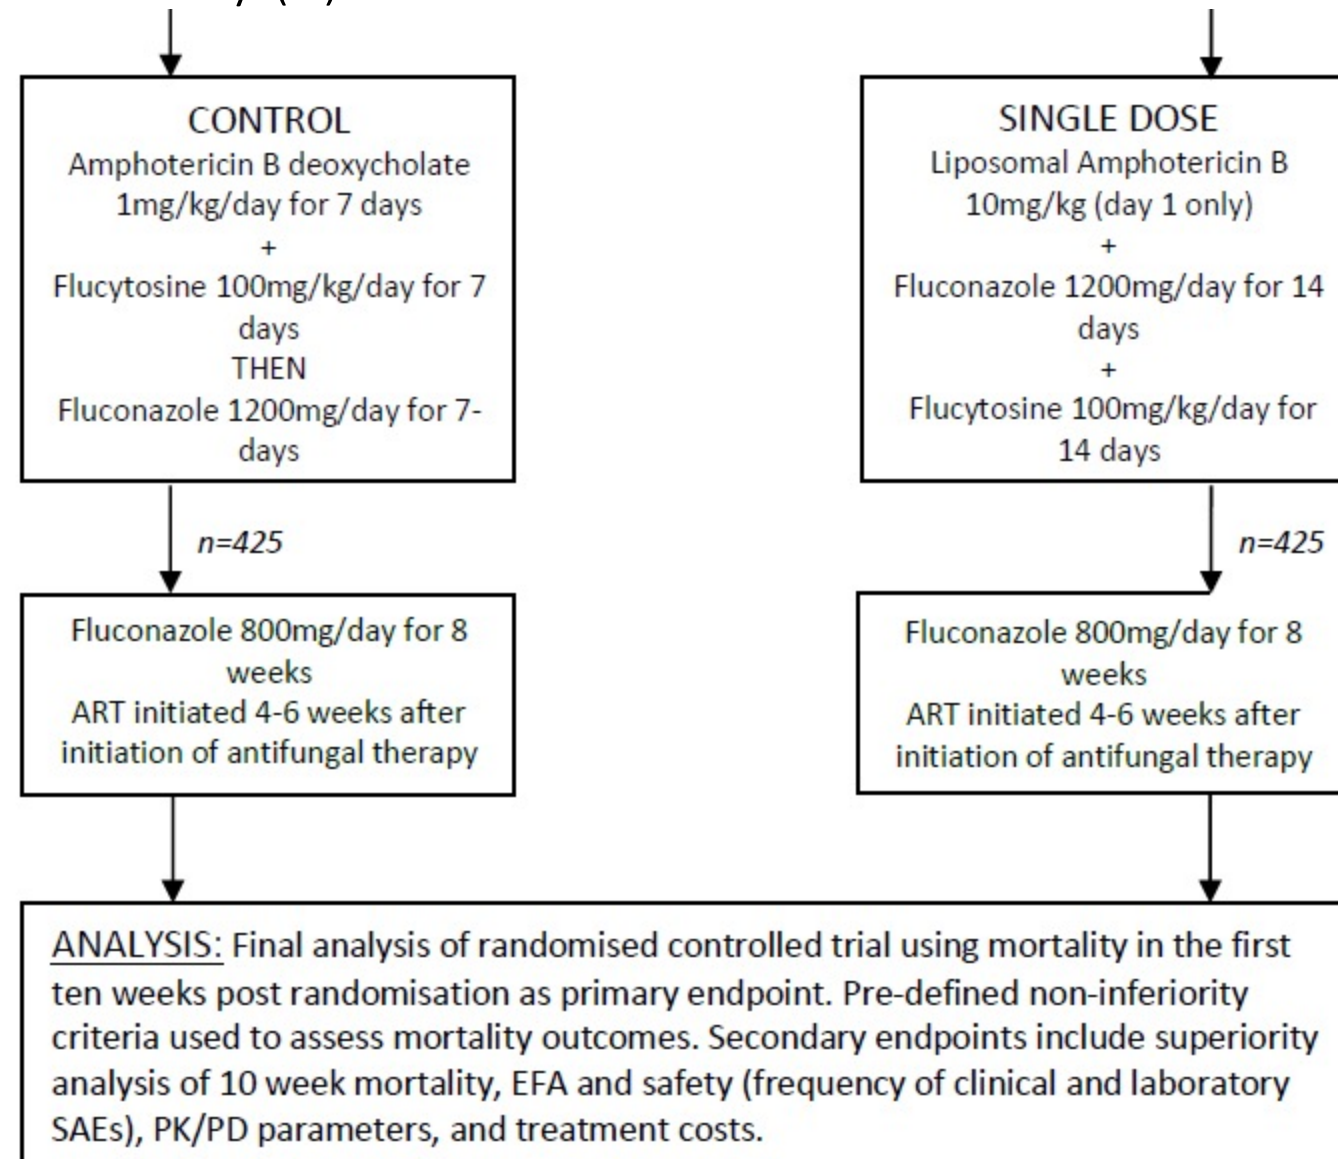 CONTROL
Amphotericin B deoxycholate
1mg/kg/day for 7 days
+
Flucytosine 100mg/kg/day for 7
days
THEN
Fluconazole 1200mg/day for 7-
days
SINGLE DOSE
Liposomal Amphotericin B
10mg/kg (day 1 only)
+
Fluconazole 1200mg/day for 14
days
+
Flucytosine 100mg/kg/day for
14 days
n=425
n=425
Fluconazole 800mg/day for 8
weeks
ART initiated 4-6 weeks after
initiation of antifungal therapy
Fluconazole 800mg/day for 8
weeks
ART initiated 4-6 weeks after
initiation of antifungal therapy
ANALYSIS: Final analysis of randomised controlled trial using mortality in the first
ten weeks post randomisation as primary endpoint. Pre-defined non-inferiority
criteria used to assess mortality outcomes. Secondary endpoints include superiority
analysis of 10 week mortality, EFA and safety (frequency of clinical and laboratory
SAEs), PK/PD parameters, and treatment costs.